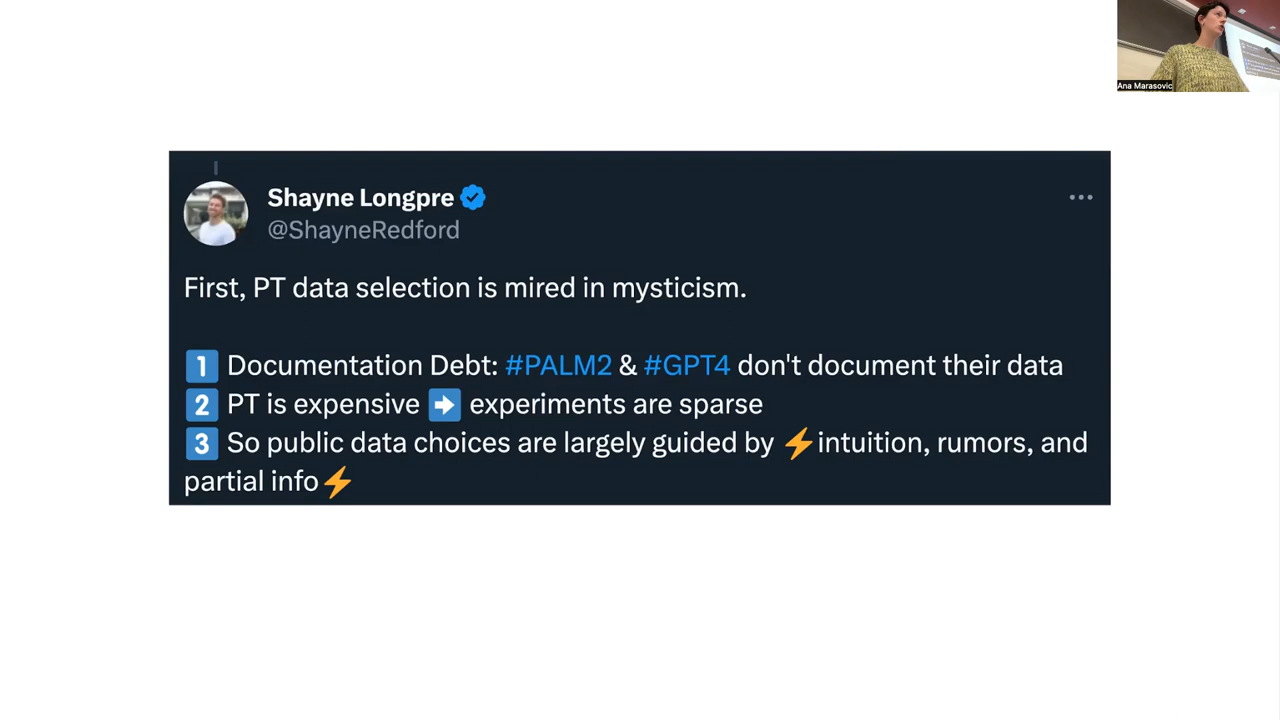 Ana Marasovic
Shayne Longpre
@ShayneRedford
First, PT data selection is mired in mysticism.
1 Documentation Debt: #PALM2 & #GPT4 don't document their data
2 PT is expensive ➡ experiments are sparse
3 So public data choices are largely guided by ⚡intuition, rumors, and
partial info⚡